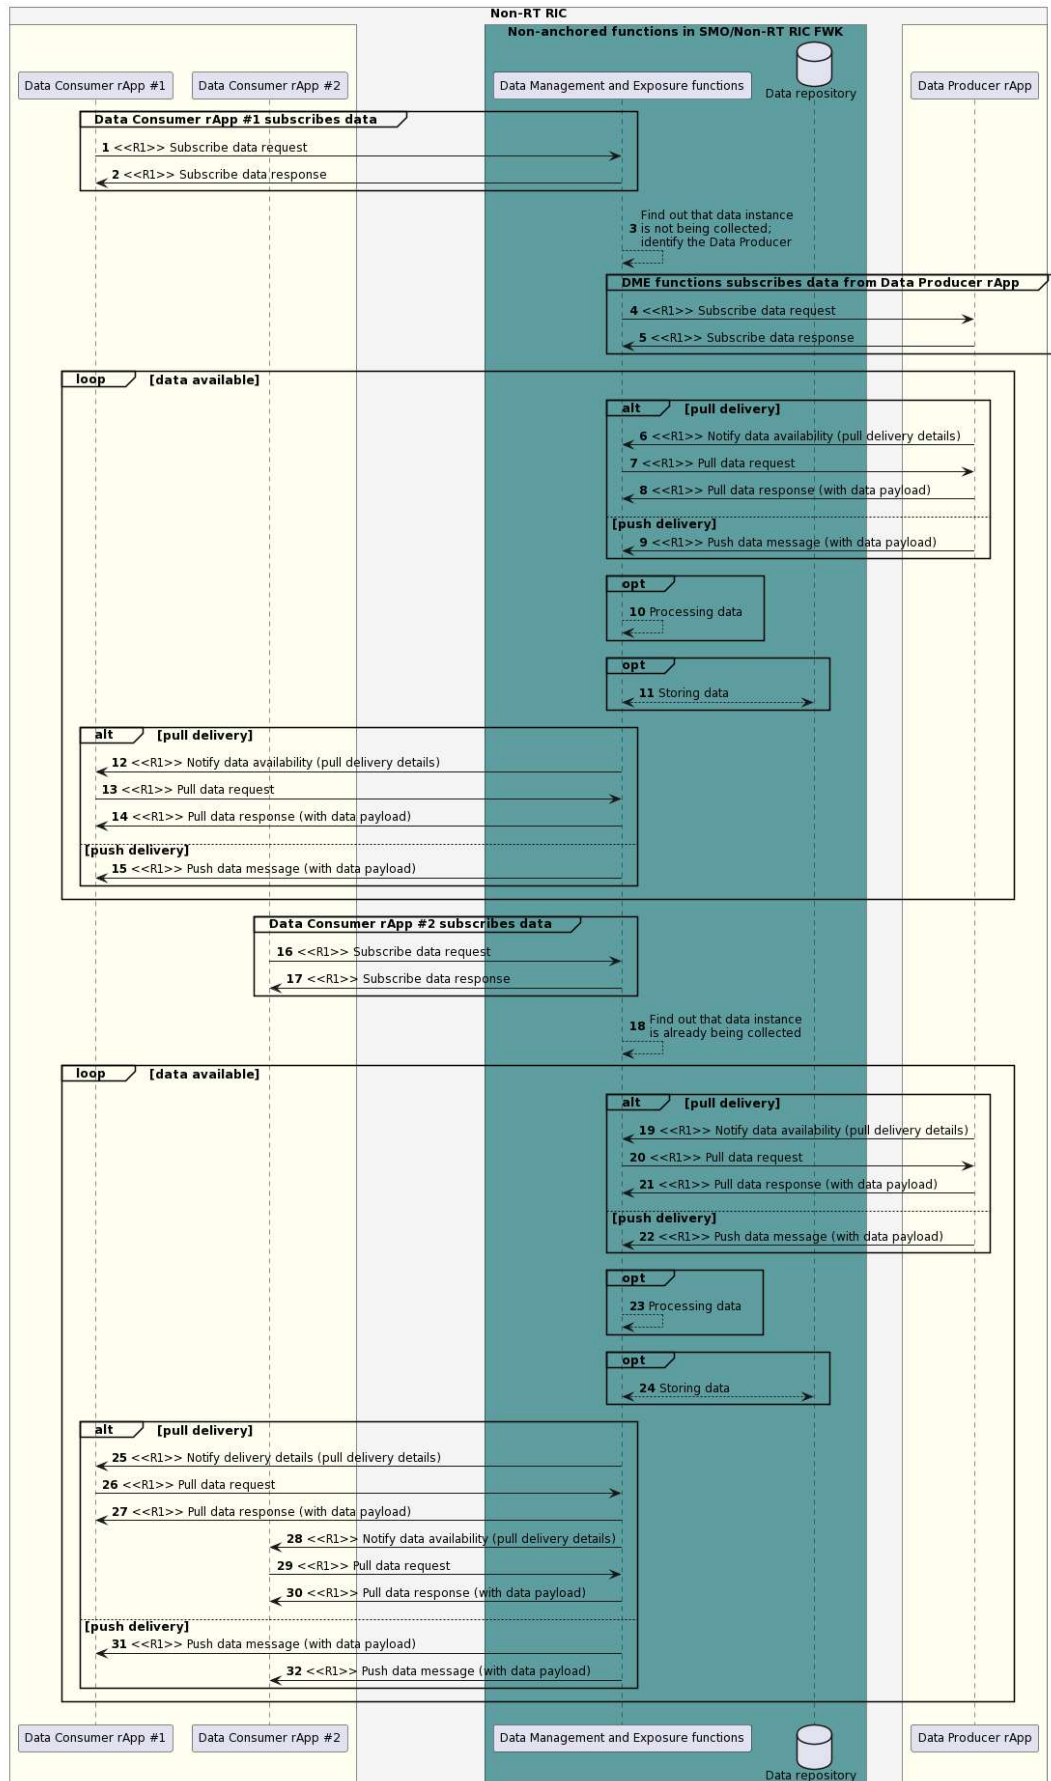 Non-RT RIC
Non-anchored functions in SMO/Non-RT RIC FWK
Data Consumer rApp #1
Data Consumer rApp #2
Data Management and Exposure functions
Data repository
Data Producer rApp
Data Consumer rApp #1 subscribes data
1 <<R1>> Subscribe data request
2 <<R1>> Subscribe data response
Find out that data instance
3 is not being collected;
identify the Data Producer
DME functions subscribes data from Data Producer rApp
4 <<R1>> Subscribe data request
5 <<R1>> Subscribe data response
loop [data available]
alt [pull delivery]
6 <<R1>> Notify data availability (pull delivery details)
7 <<R1>> Pull data request
8 <<R1>> Pull data response (with data payload)
[push delivery]
9 <<R1>> Push data message (with data payload)
opt
10 Processing data
opt
11 Storing data
alt [pull delivery]
12 <<R1>> Notify data availability (pull delivery details)
13 <<R1>> Pull data request
14 <<R1>> Pull data response (with data payload)
[push delivery]
15 <<R1>> Push data message (with data payload)
Data Consumer rApp #2 subscribes data
16 <<R1>> Subscribe data request
17 <<R1>> Subscribe data response
18 Find out that data instance
is already being collected
loop [data available]
alt [pull delivery]
19 <<R1>> Notify data availability (pull delivery details)
20 <<R1>> Pull data request
21 <<R1>> Pull data response (with data payload)
[push delivery]
22 <<R1>> Push data message (with data payload)
opt
23 Processing data
opt
24 Storing data
alt [pull delivery]
25 <<R1>> Notify delivery details (pull delivery details)
26 <<R1>> Pull data request
27 <<R1>> Pull data response (with data payload)
28 <<R1>> Notify data availability (pull delivery details)
29 <<R1>> Pull data request
30 <<R1>> Pull data response (with data payload)
[push delivery]
31 <<R1>> Push data message (with data payload)
32 <<R1>> Push data message (with data payload)
Data Consumer rApp #1
Data Consumer rApp #2
Data Management and Exposure functions
Data repository
Data Producer rApp